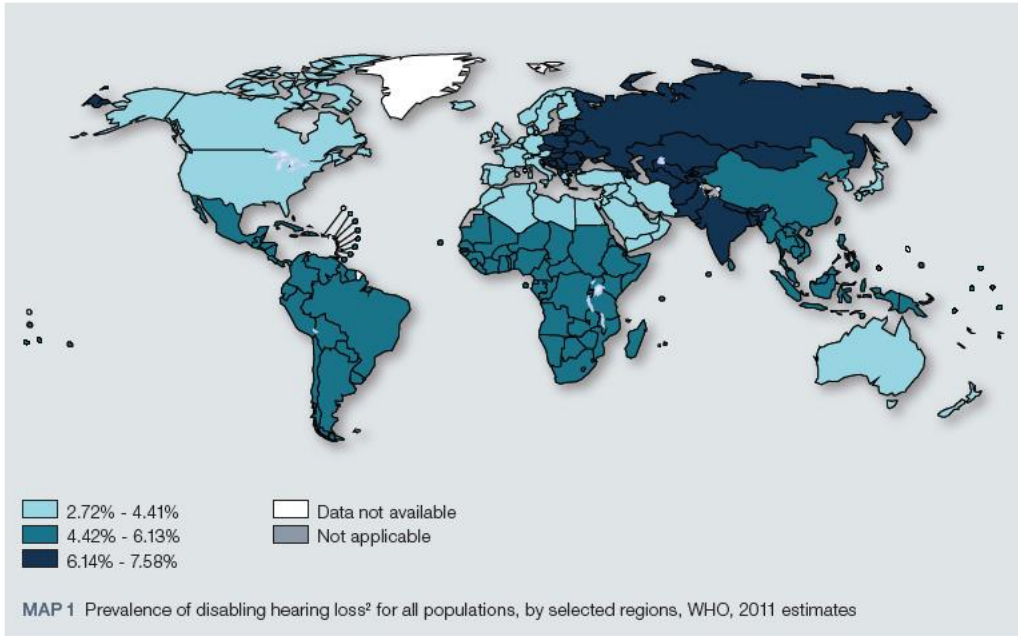 2.72% - 4.41%
4.42% - 6.13%
6.14% - 7.58%
Data not available
Not applicable
MAP 1 Prevalence of disabling hearing loss² for all populations, by selected regions, WHO, 2011 estimates